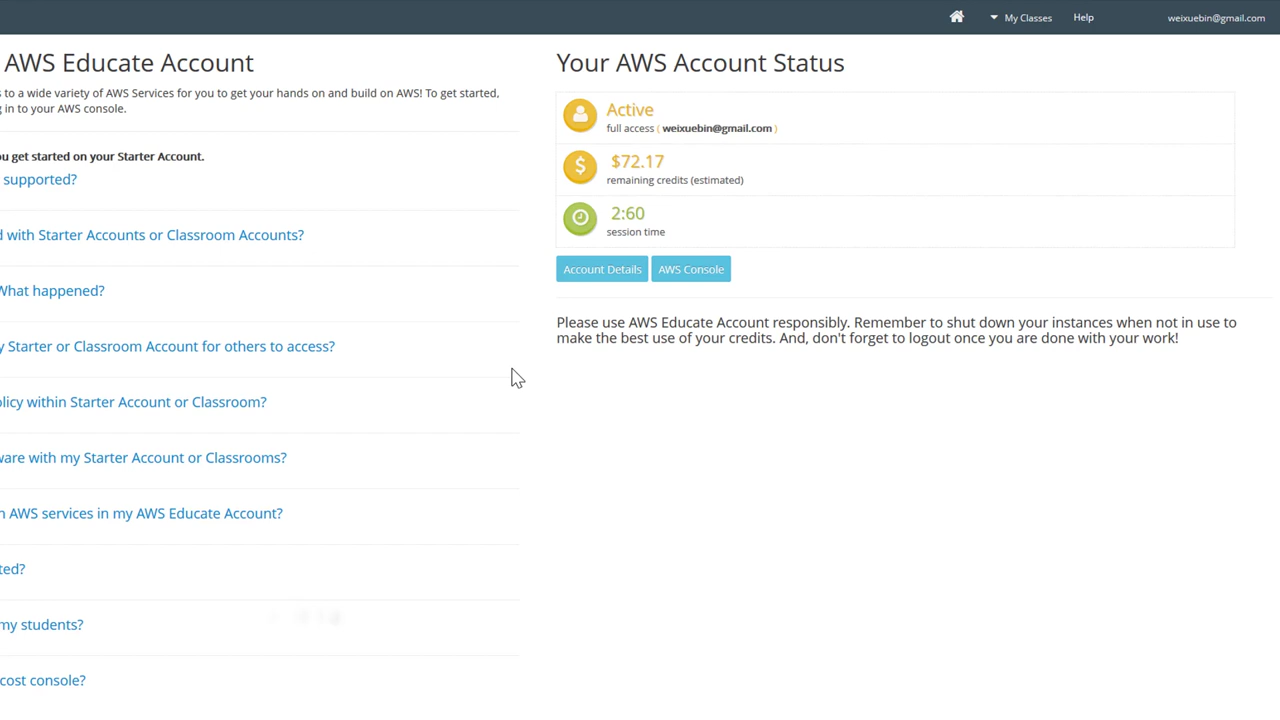 My Classes
Help
weixuebin@gmail.com
AWS Educate Account
s to a wide variety of AWS Services for you to get your hands on and build on AWS! To get started,
g in to your AWS console.
ou get started on your Starter Account.
supported?
d with Starter Accounts or Classroom Accounts?
What happened?
y Starter or Classroom Account for others to access?
olicy within Starter Account or Classroom?
ware with my Starter Account or Classrooms?
n AWS services in my AWS Educate Account?
ted?
my students?
cost console?
Your AWS Account Status
Active
full access ( weixuebin@gmail.com )
$
$72.17
remaining credits (estimated)
2:60
session time
Account Details
AWS Console
Please use AWS Educate Account responsibly. Remember to shut down your instances when not in use to
make the best use of your credits. And, don't forget to logout once you are done with your work!